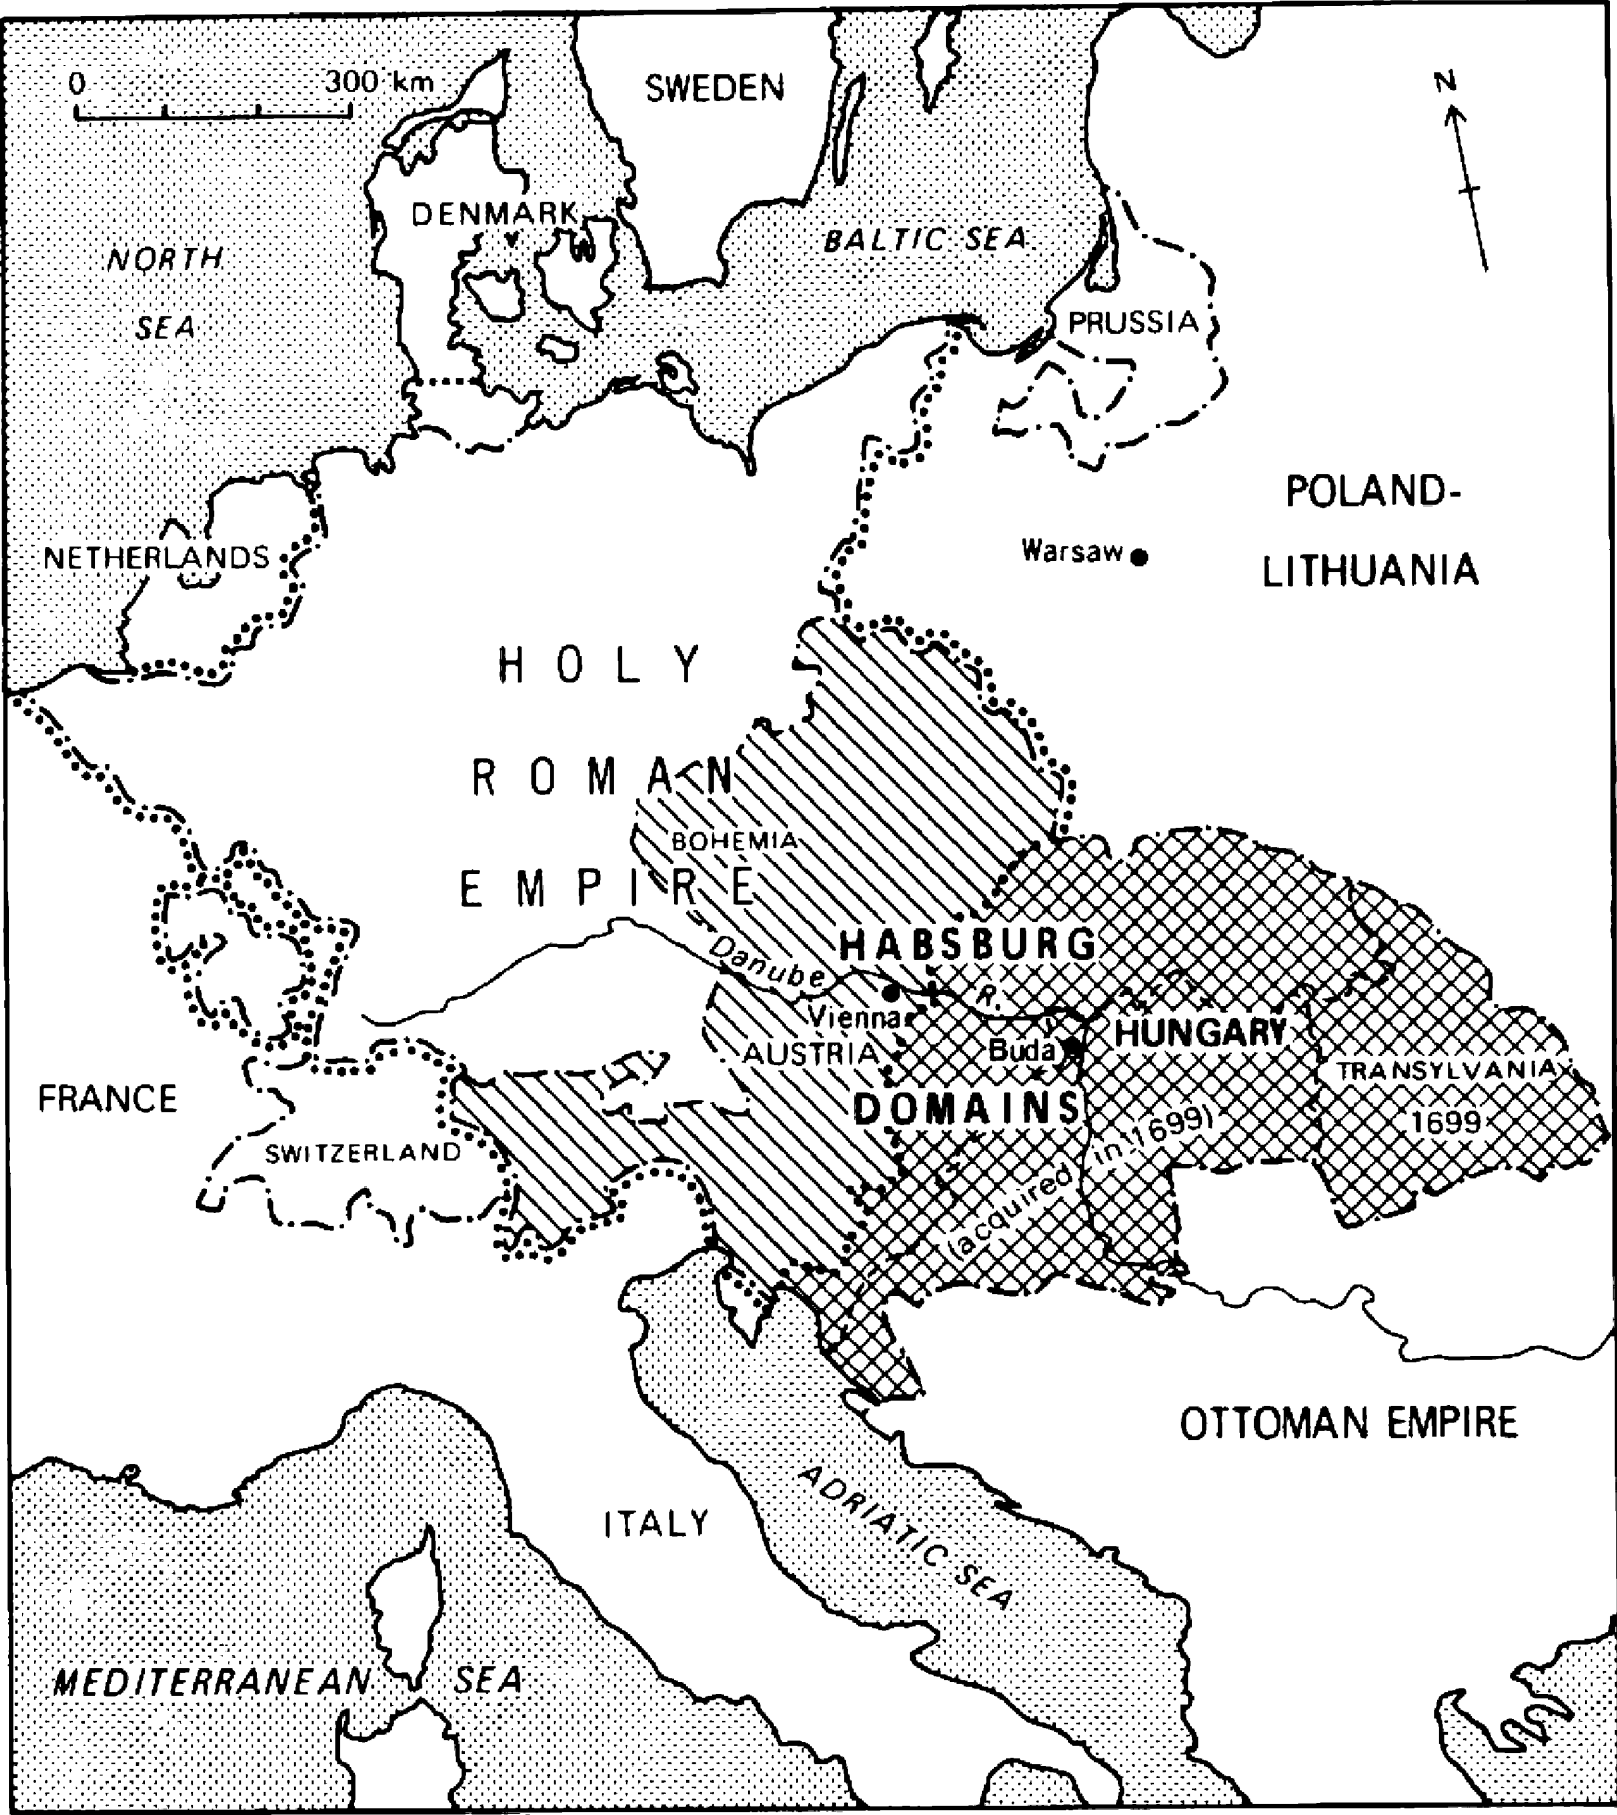 0 300 km
N
SWEDEN
DENMARK
BALTIC SEA
NORTH
SEA
PRUSSIA
POLAND-
LITHUANIA
Warsaw
NETHERLANDS
HOLY
ROMAN
EMPIRE
BOHEMIA
HABSBURG
Danube
R.
Vienna
HUNGARY
Buda
AUSTRIA
TRANSYLVANIA
1699
FRANCE
DOMAINS
(acquired in 1699)
SWITZERLAND
OTTOMAN EMPIRE
ITALY
ADRIATIC SEA
MEDITERRANEAN SEA